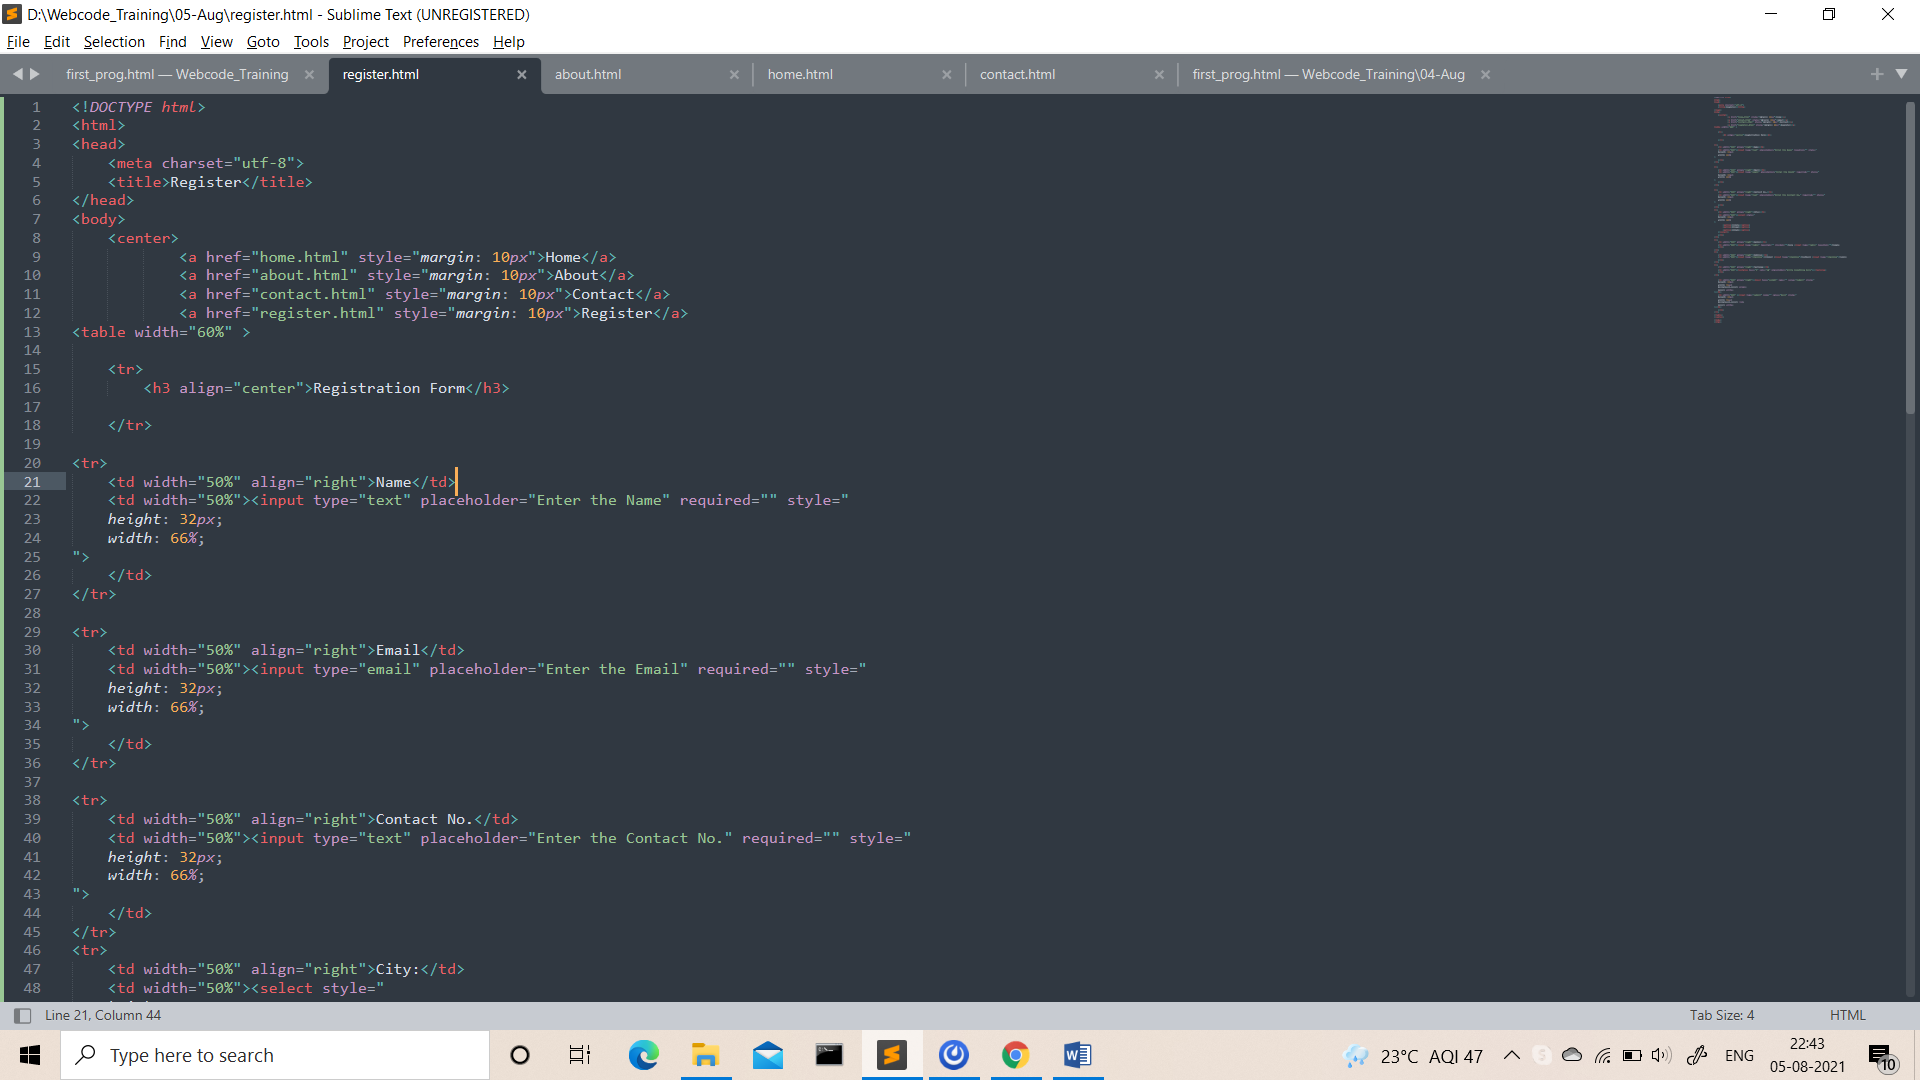 D:\Webcode_Training\05-Aug\register.html - Sublime Text (UNREGISTERED)
File Edit Selection Find View Goto Tools Project Preferences Help
first_prog.html — Webcode_Training × register.html × about.html × home.html × contact.html × first_prog.html — Webcode_Training\04-Aug ×
1 <!DOCTYPE html>
2 <html>
3 <head>
4     <meta charset="utf-8">
5     <title>Register</title>
6 </head>
7 <body>
8     <center>
9             <a href="home.html" style="margin: 10px">Home</a>
10             <a href="about.html" style="margin: 10px">About</a>
11             <a href="contact.html" style="margin: 10px">Contact</a>
12             <a href="register.html" style="margin: 10px">Register</a>
13 <table width="60%" >
14
15     <tr>
16         <h3 align="center">Registration Form</h3>
17
18     </tr>
19
20 <tr>
21     <td width="50%" align="right">Name</td>
22     <td width="50%"><input type="text" placeholder="Enter the Name" required="" style="
23     height: 32px;
24     width: 66%;
25 ">
26     </td>
27 </tr>
28
29 <tr>
30     <td width="50%" align="right">Email</td>
31     <td width="50%"><input type="email" placeholder="Enter the Email" required="" style="
32     height: 32px;
33     width: 66%;
34 ">
35     </td>
36 </tr>
37
38 <tr>
39     <td width="50%" align="right">Contact No.</td>
40     <td width="50%"><input type="text" placeholder="Enter the Contact No." required="" style="
41     height: 32px;
42     width: 66%;
43 ">
44     </td>
45 </tr>
46 <tr>
47     <td width="50%" align="right">City:</td>
48     <td width="50%"><select style="
Line 21, Column 44 Tab Size: 4 HTML
Type here to search 23°C AQI 47 ENG 22:43
05-08-2021 10